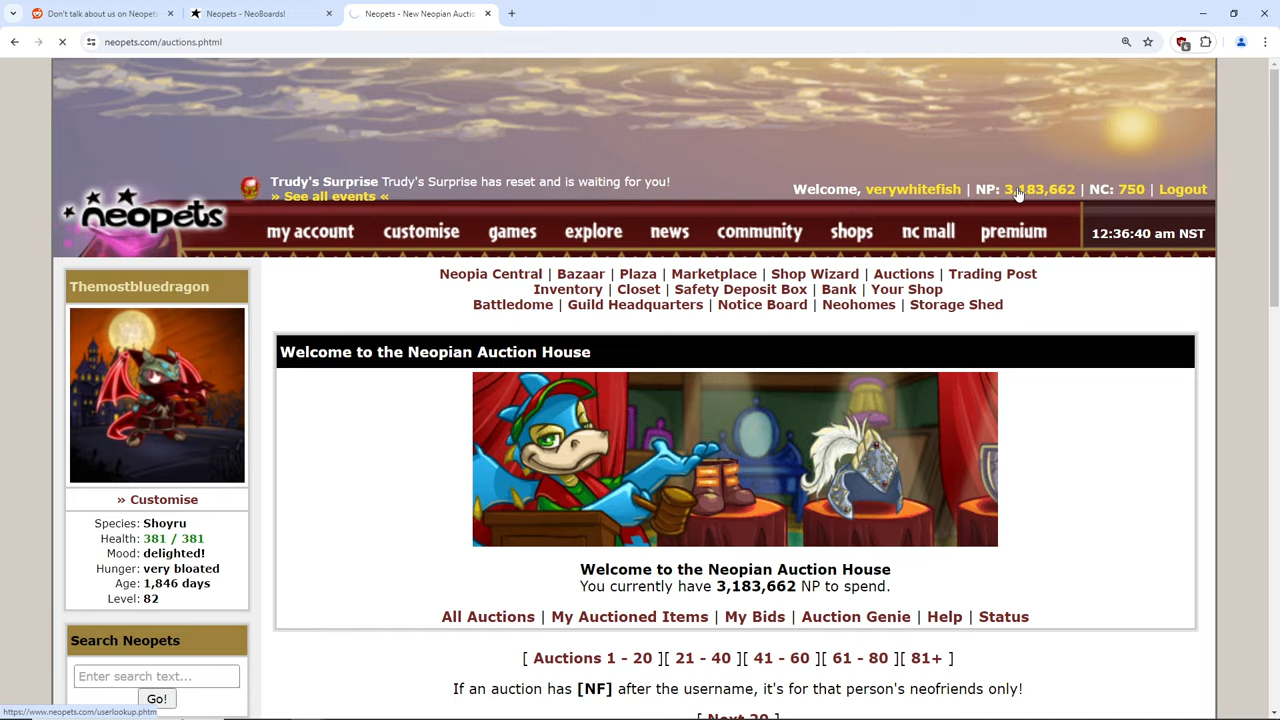 Don't talk about us on Neopets
Neopets - NeoBoards!
Neopets - New Neopian Auctio
neopets.com/auctions.phtml
6
Trudy's Surprise Trudy's Surprise has reset and is waiting for you!
» See all events «
Welcome, verywhitefish | NP: 3,183,662 | NC: 750 | Logout
neopets
my account
customise
games
explore
news
community
shops
nc mall
premium
12:36:40 am NST
Themostbluedragon
» Customise
Species: Shoyru
Health: 381 / 381
Mood: delighted!
Hunger: very bloated
Age: 1,846 days
Level: 82
Search Neopets
Enter search text...
Go!
Neopia Central | Bazaar | Plaza | Marketplace | Shop Wizard | Auctions | Trading Post
Inventory | Closet | Safety Deposit Box | Bank | Your Shop
Battledome | Guild Headquarters | Notice Board | Neohomes | Storage Shed
Welcome to the Neopian Auction House
Welcome to the Neopian Auction House
You currently have 3,183,662 NP to spend.
All Auctions | My Auctioned Items | My Bids | Auction Genie | Help | Status
[ Auctions 1 - 20 ][ 21 - 40 ][ 41 - 60 ][ 61 - 80 ][ 81+ ]
If an auction has [NF] after the username, it's for that person's neofriends only!
[ Next 20 ]
https://www.neopets.com/userlookup.phtm